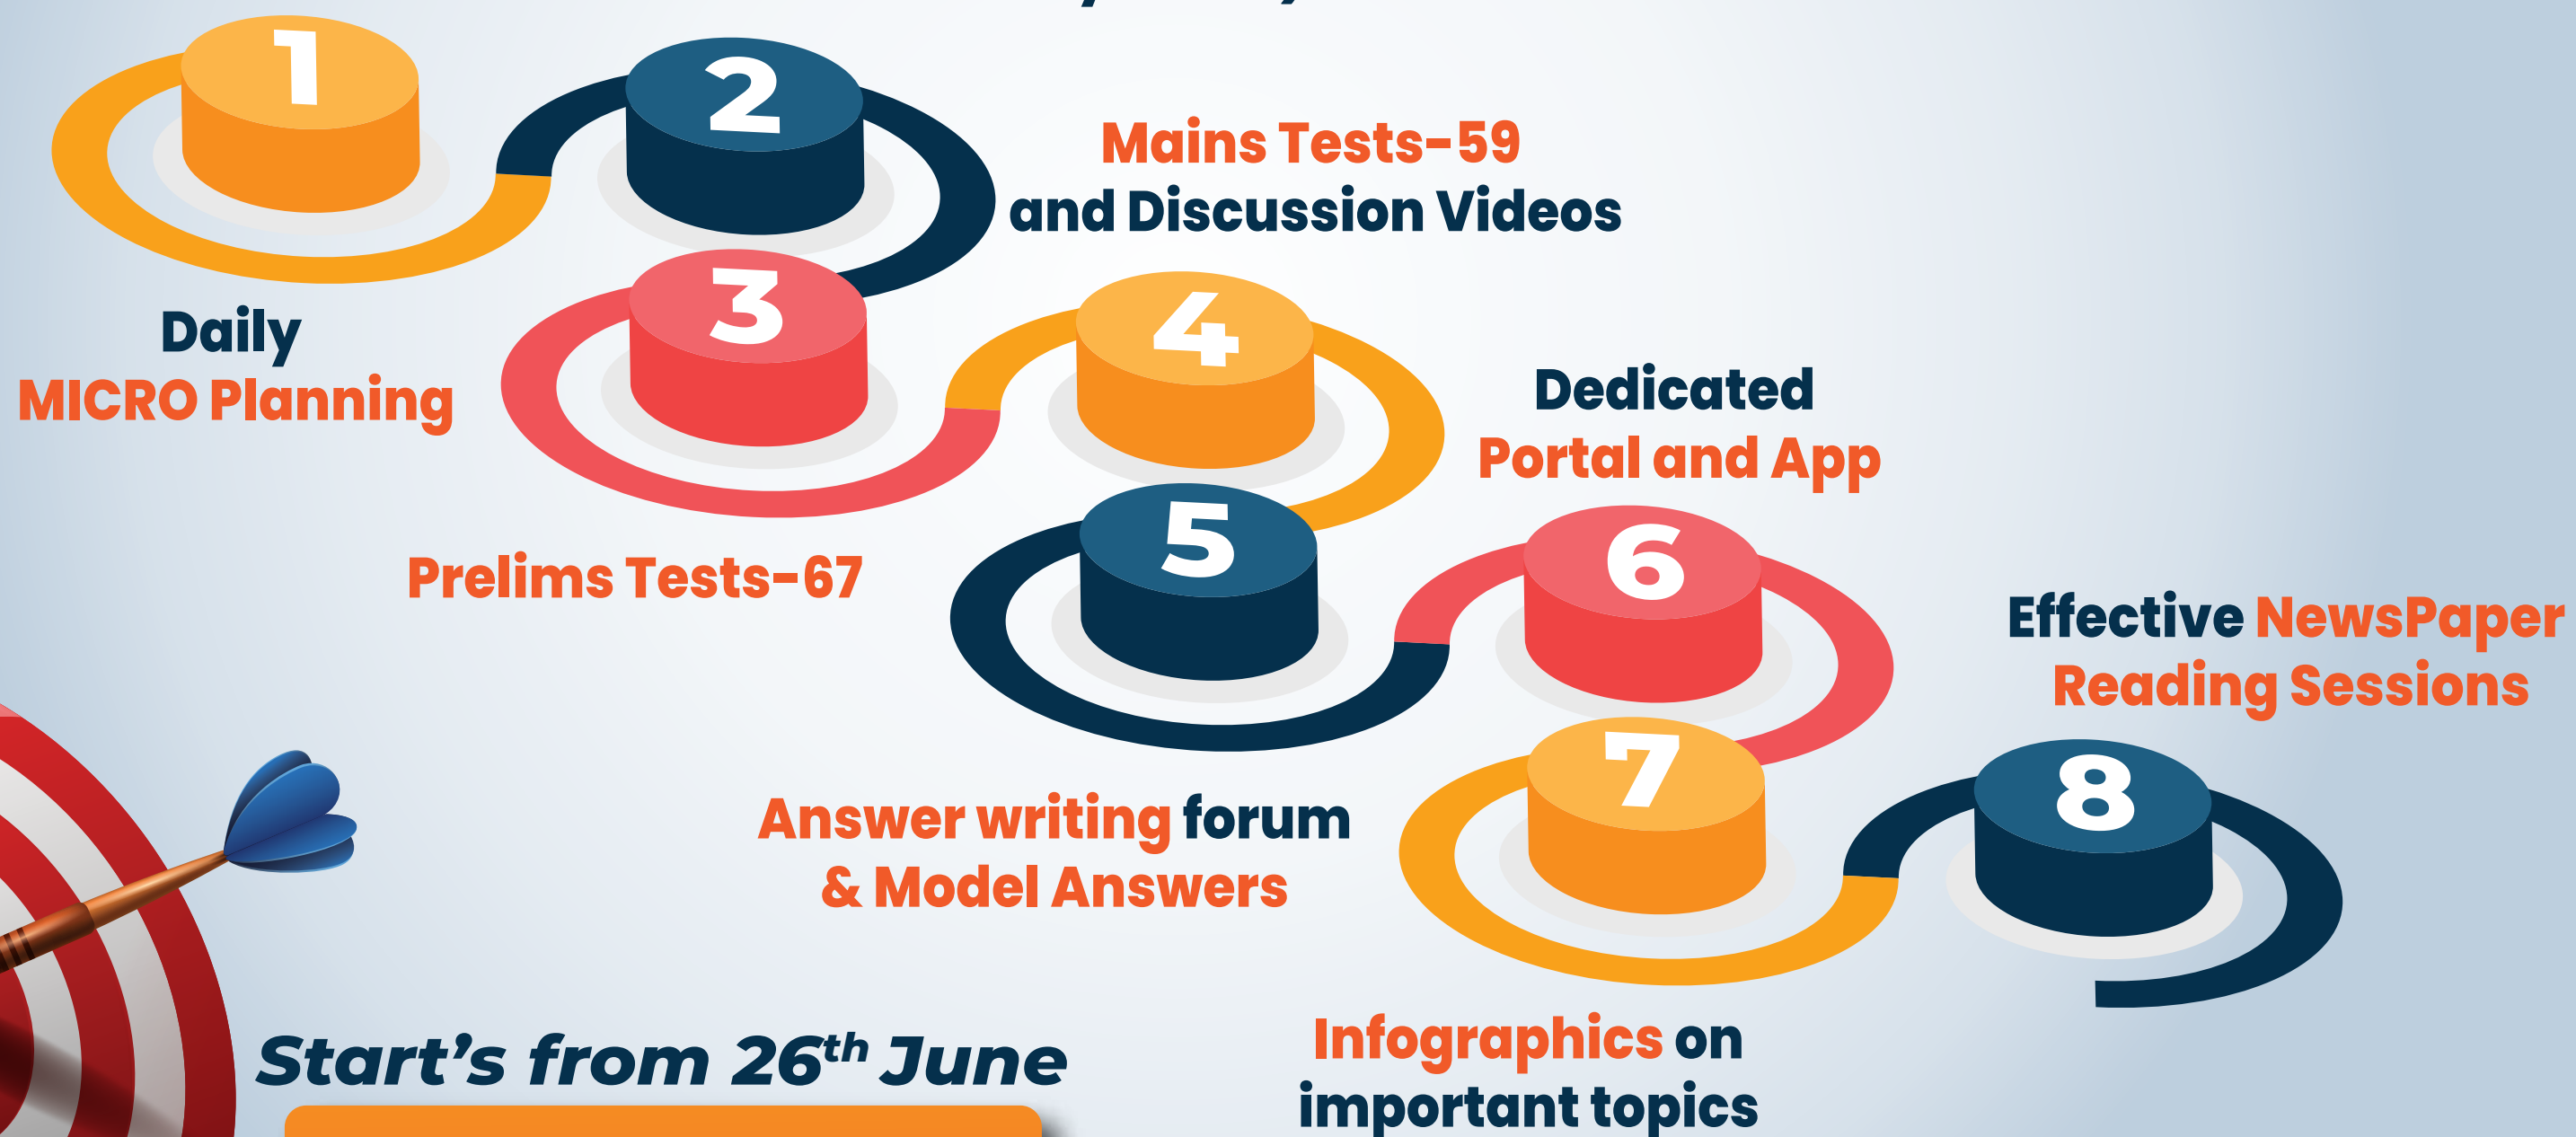 1
2
Mains Tests-59
and Discussion Videos
3
4
Daily
MICRO Planning
Dedicated
Portal and App
5
6
Prelims Tests-67
Effective NewsPaper
Reading Sessions
7
8
Answer writing forum
& Model Answers
Infographics on
important topics
Start's from 26th June